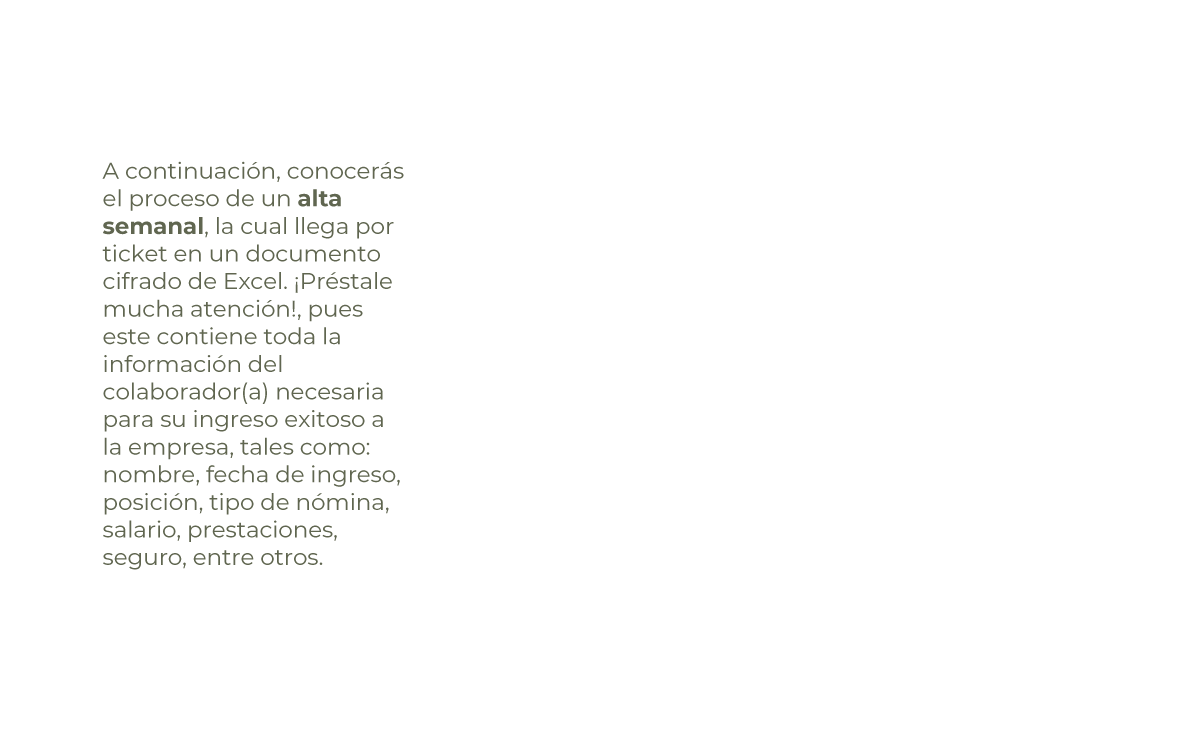 A continuación, conocerás
el proceso de un alta
semanal, la cual llega por
ticket en un documento
cifrado de Excel. ¡Préstale
mucha atención!, pues
este contiene toda la
información del
colaborador(a) necesaria
para su ingreso exitoso a
la empresa, tales como:
nombre, fecha de ingreso,
posición, tipo de nómina,
salario, prestaciones,
seguro, entre otros.